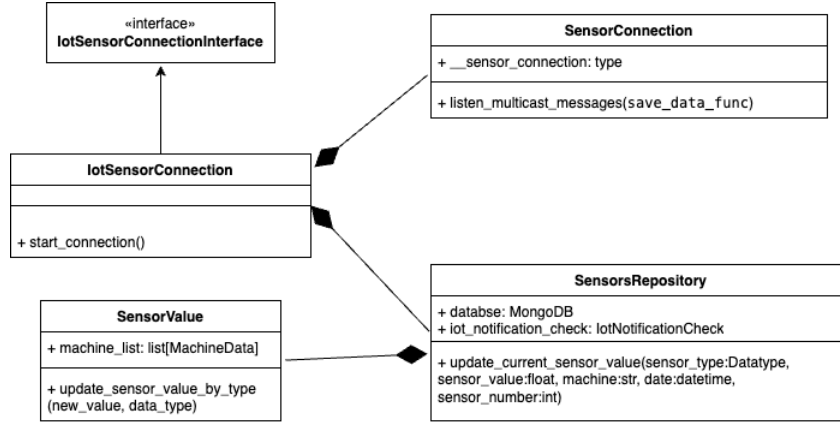 «interface»
IotSensorConnectionInterface
SensorConnection
+ __sensor_connection: type
+ listen_multicast_messages(save_data_func)
IotSensorConnection
+ start_connection()
SensorsRepository
+ databse: MongoDB
+ iot_notification_check: IotNotificationCheck
+ update_current_sensor_value(sensor_type:Datatype,
sensor_value:float, machine:str, date:datetime,
sensor_number:int)
SensorValue
+ machine_list: list[MachineData]
+ update_sensor_value_by_type
(new_value, data_type)